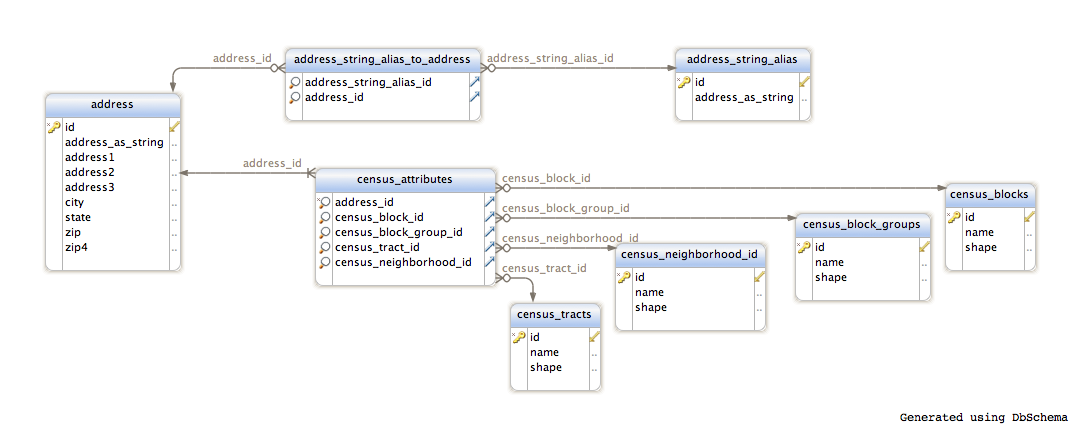 address_id
address_string_alias_to_address
address_string_alias_id
address_id
address_string_alias_id
address_string_alias
id
address_as_string
address
id
address_as_string
address1
address2
address3
city
state
zip
zip4
address_id
census_attributes
address_id
census_block_id
census_block_group_id
census_tract_id
census_neighborhood_id
census_block_id
census_block_group_id
census_neighborhood_id
census_tract_id
census_blocks
id
name
shape
census_block_groups
id
name
shape
census_neighborhood_id
id
name
shape
census_tracts
id
name
shape
Generated using DbSchema